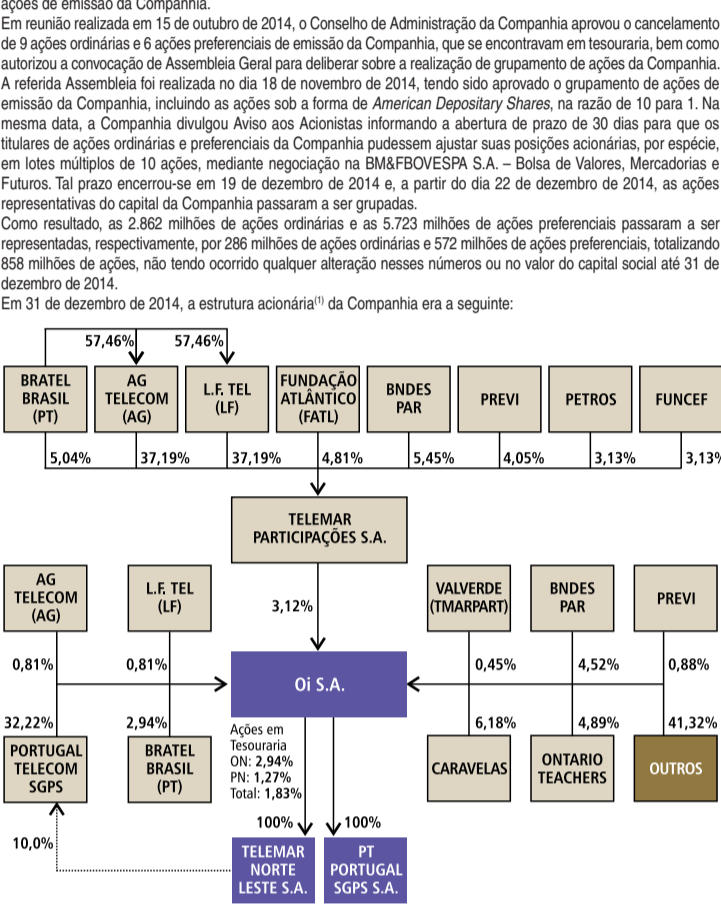 ações de emissão da Companhia.
Em reunião realizada em 15 de outubro de 2014, o Conselho de Administração da Companhia aprovou o cancelamento
de 9 ações ordinárias e 6 ações preferenciais de emissão da Companhia, que se encontravam em tesouraria, bem como
autorizou a convocação de Assembleia Geral para deliberar sobre a realização de grupamento de ações da Companhia.
A referida Assembleia foi realizada no dia 18 de novembro de 2014, tendo sido aprovado o grupamento de ações de
emissão da Companhia, incluindo as ações sob a forma de American Depositary Shares, na razão de 10 para 1. Na
mesma data, a Companhia divulgou Aviso aos Acionistas informando a abertura de prazo de 30 dias para que os
titulares de ações ordinárias e preferenciais da Companhia pudessem ajustar suas posições acionárias, por espécie,
em lotes múltiplos de 10 ações, mediante negociação na BM&FBOVESPA S.A. – Bolsa de Valores, Mercadorias e
Futuros. Tal prazo encerrou-se em 19 de dezembro de 2014 e, a partir do dia 22 de dezembro de 2014, as ações
representativas do capital da Companhia passaram a ser grupadas.
Como resultado, as 2.862 milhões de ações ordinárias e as 5.723 milhões de ações preferenciais passaram a ser
representadas, respectivamente, por 286 milhões de ações ordinárias e 572 milhões de ações preferenciais, totalizando
858 milhões de ações, não tendo ocorrido qualquer alteração nesses números ou no valor do capital social até 31 de
dezembro de 2014.
Em 31 de dezembro de 2014, a estrutura acionária(1) da Companhia era a seguinte:
57,46%
57,46%
BRATEL
BRASIL
(PT)
AG
TELECOM
(AG)
L.F. TEL
(LF)
FUNDAÇÃO
ATLÂNTICO
(FATL)
BNDES
PAR
PREVI
PETROS
FUNCEF
5,04%
37,19%
37,19%
4,81%
5,45%
4,05%
3,13%
3,13%
TELEMAR
PARTICIPAÇÕES S.A.
AG
TELECOM
(AG)
L.F. TEL
(LF)
3,12%
VALVERDE
(TMARPART)
BNDES
PAR
PREVI
0,81%
0,81%
Oi S.A.
0,45%
4,52%
0,88%
32,22%
2,94%
6,18%
4,89%
41,32%
PORTUGAL
TELECOM
SGPS
BRATEL
BRASIL
(PT)
Ações em
Tesouraria
ON: 2,94%
PN: 1,27%
Total: 1,83%
CARAVELAS
ONTARIO
TEACHERS
OUTROS
100%
100%
10,0%
TELEMAR
NORTE
LESTE S.A.
PT
PORTUGAL
SGPS S.A.